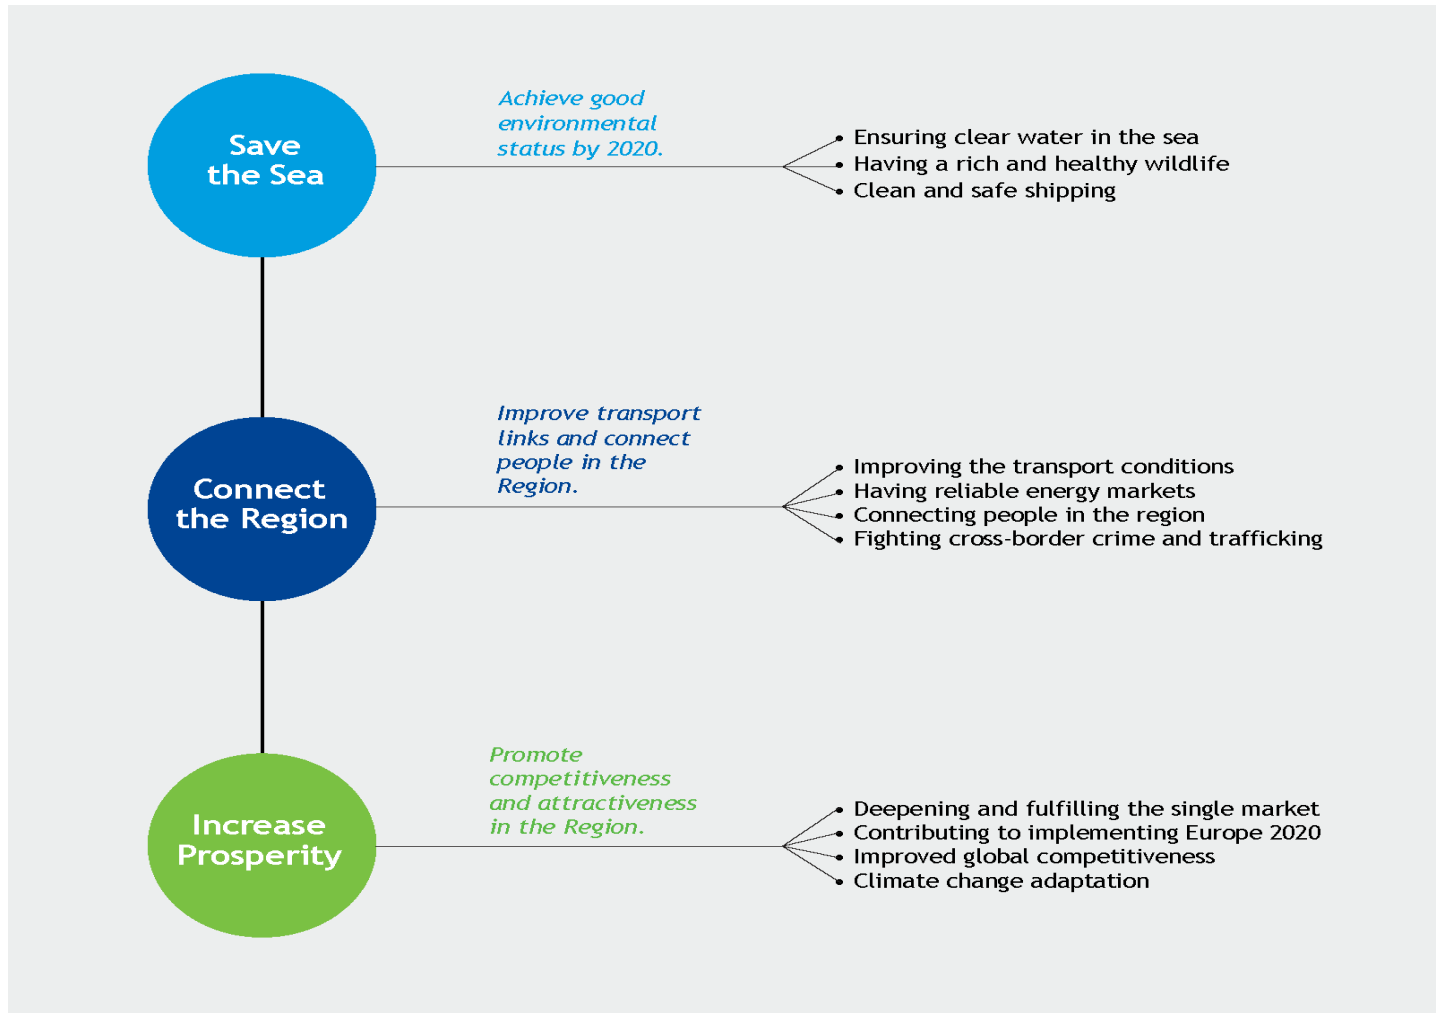 Save
the Sea
Achieve good
environmental
status by 2020.
• Ensuring clear water in the sea
• Having a rich and healthy wildlife
• Clean and safe shipping
Connect
the Region
Improve transport
links and connect
people in the
Region.
• Improving the transport conditions
• Having reliable energy markets
• Connecting people in the region
• Fighting cross-border crime and trafficking
Increase
Prosperity
Promote
competitiveness
and attractiveness
in the Region.
• Deepening and fulfilling the single market
• Contributing to implementing Europe 2020
• Improved global competitiveness
• Climate change adaptation